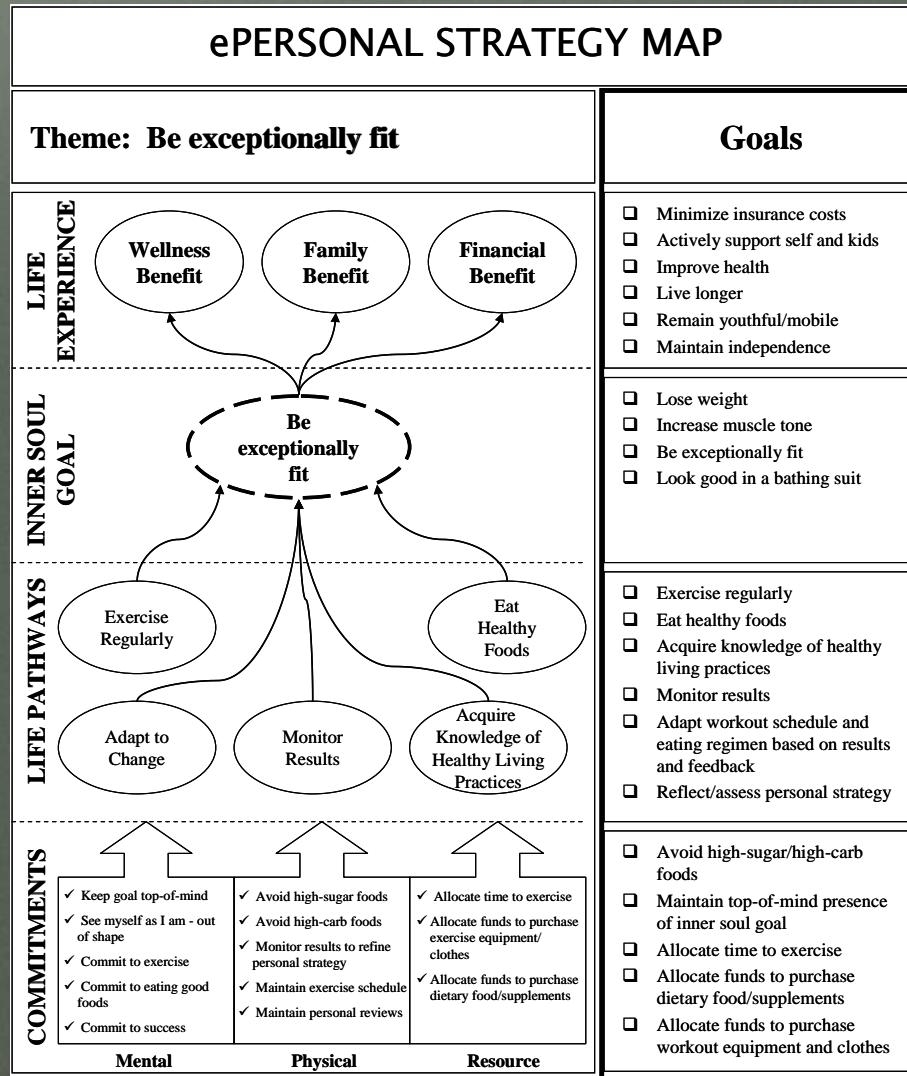 ePERSONAL STRATEGY MAP
Theme: Be exceptionally fit
Goals
LIFE
EXPERIENCE
Wellness
Benefit
Family
Benefit
Financial
Benefit
❑ Minimize insurance costs
❑ Actively support self and kids
❑ Improve health
❑ Live longer
❑ Remain youthful/mobile
❑ Maintain independence
INNER SOUL
GOAL
Be
exceptionally
fit
❑ Lose weight
❑ Increase muscle tone
❑ Be exceptionally fit
❑ Look good in a bathing suit
LIFE PATHWAYS
Exercise
Regularly
Eat
Healthy
Foods
Adapt to
Change
Monitor
Results
Acquire
Knowledge of
Healthy Living
Practices
❑ Exercise regularly
❑ Eat healthy foods
❑ Acquire knowledge of healthy
living practices
❑ Monitor results
❑ Adapt workout schedule and
eating regimen based on results
and feedback
❑ Reflect/assess personal strategy
COMMITMENTS
✓ Keep goal top-of-mind
✓ See myself as I am - out
of shape
✓ Commit to exercise
✓ Commit to eating good
foods
✓ Commit to success
Mental
✓ Avoid high-sugar foods
✓ Avoid high-carb foods
✓ Monitor results to refine
personal strategy
✓ Maintain exercise schedule
✓ Maintain personal reviews
Physical
✓ Allocate time to exercise
✓ Allocate funds to purchase
exercise equipment/
clothes
✓ Allocate funds to purchase
dietary food/supplements
Resource
❑ Avoid high-sugar/high-carb
foods
❑ Maintain top-of-mind presence
of inner soul goal
❑ Allocate time to exercise
❑ Allocate funds to purchase
dietary food/supplements
❑ Allocate funds to purchase
workout equipment and clothes